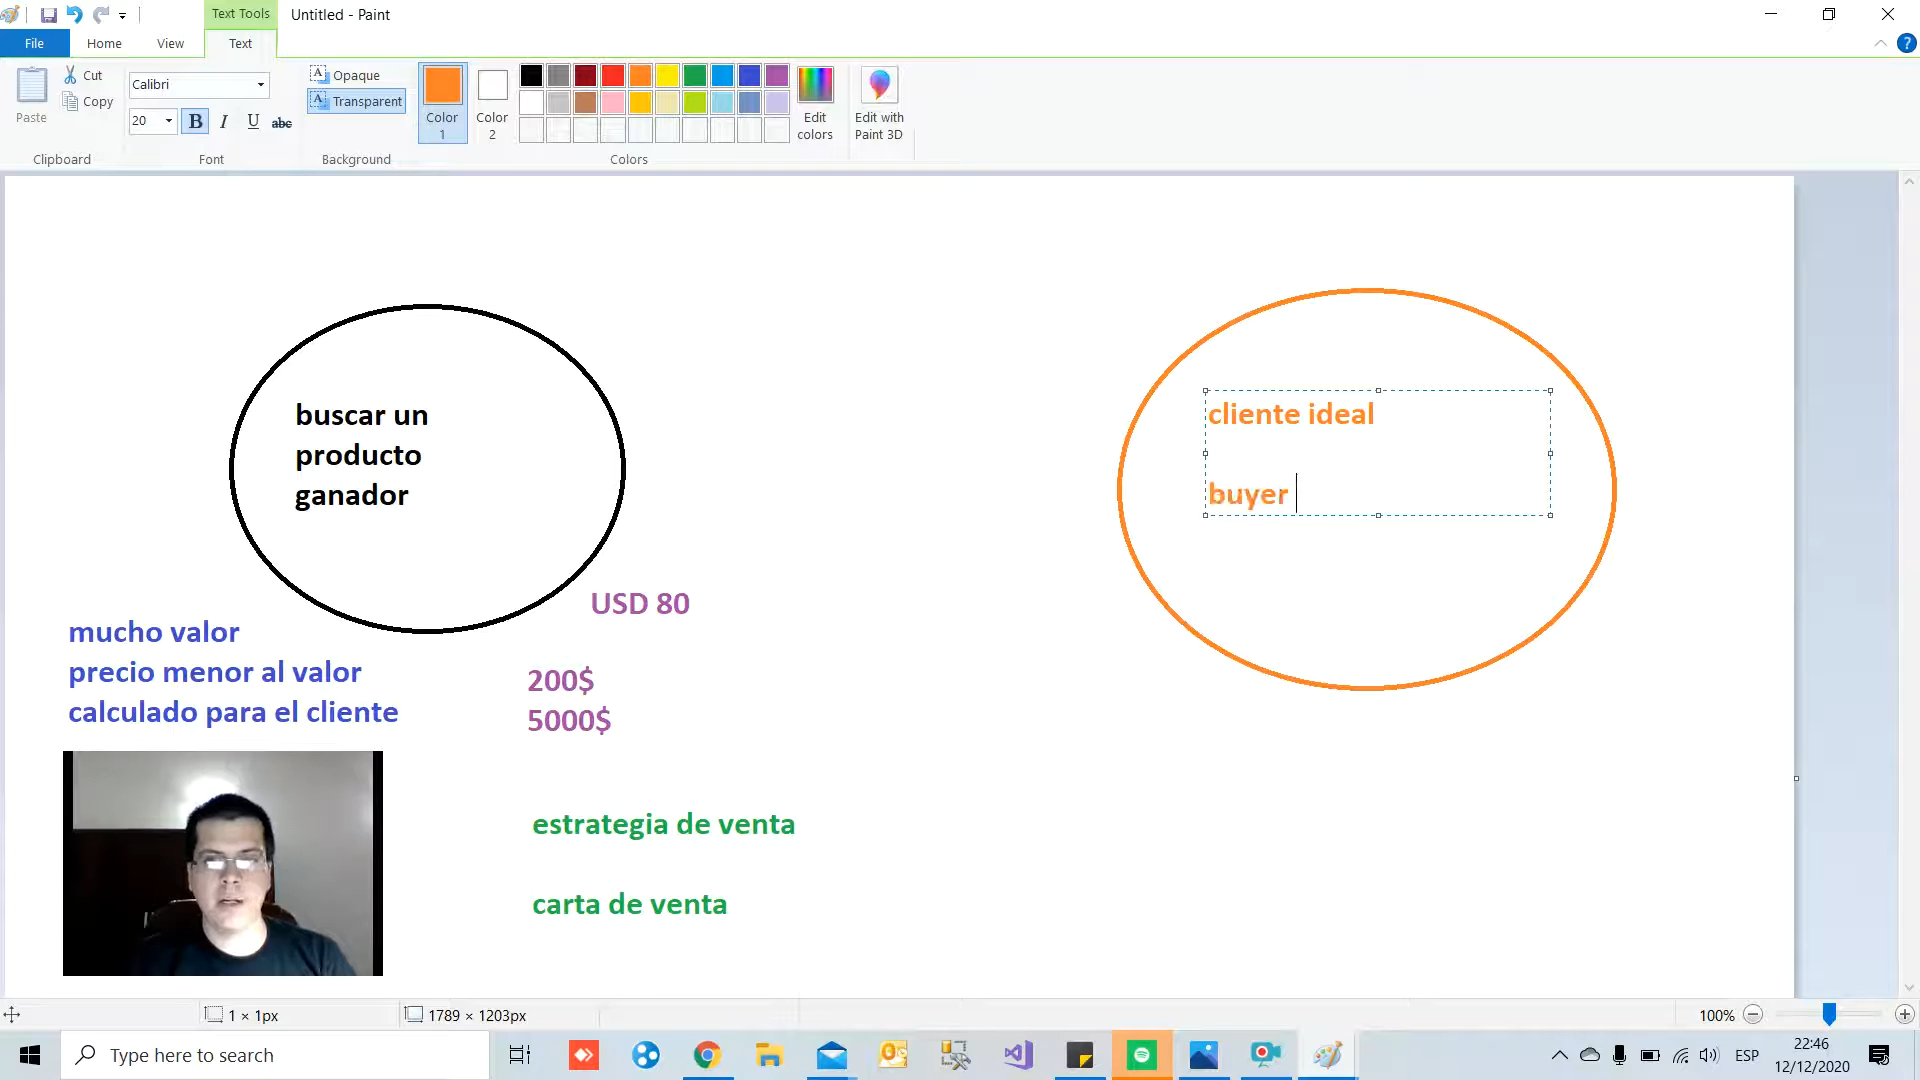 Text Tools
Untitled - Paint
File
Home
View
Text
Paste
Cut
Copy
Clipboard
Calibri
20
B
I
U
abc
Font
Opaque
Transparent
Background
Color
1
Color
2
Edit
colors
Colors
Edit with
Paint 3D
buscar un
producto
ganador
cliente ideal
buyer
USD 80
mucho valor
precio menor al valor
calculado para el cliente
200$
5000$
estrategia de venta
carta de venta
1 × 1px
1789 × 1203px
100%
Type here to search
ESP
22:46
12/12/2020